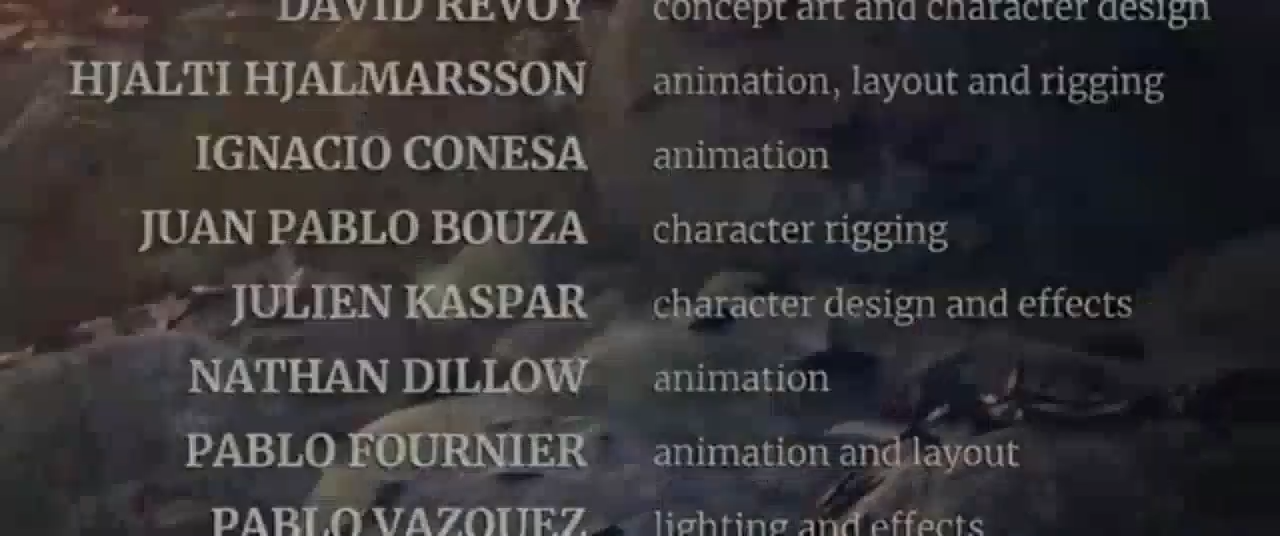 DAVID REVOY concept art and character design
HJALTI HJALMARSSON animation, layout and rigging
IGNACIO CONESA animation
JUAN PABLO BOUZA character rigging
JULIEN KASPAR character design and effects
NATHAN DILLOW animation
PABLO FOURNIER animation and layout
PABLO VAZQUEZ lighting and effects